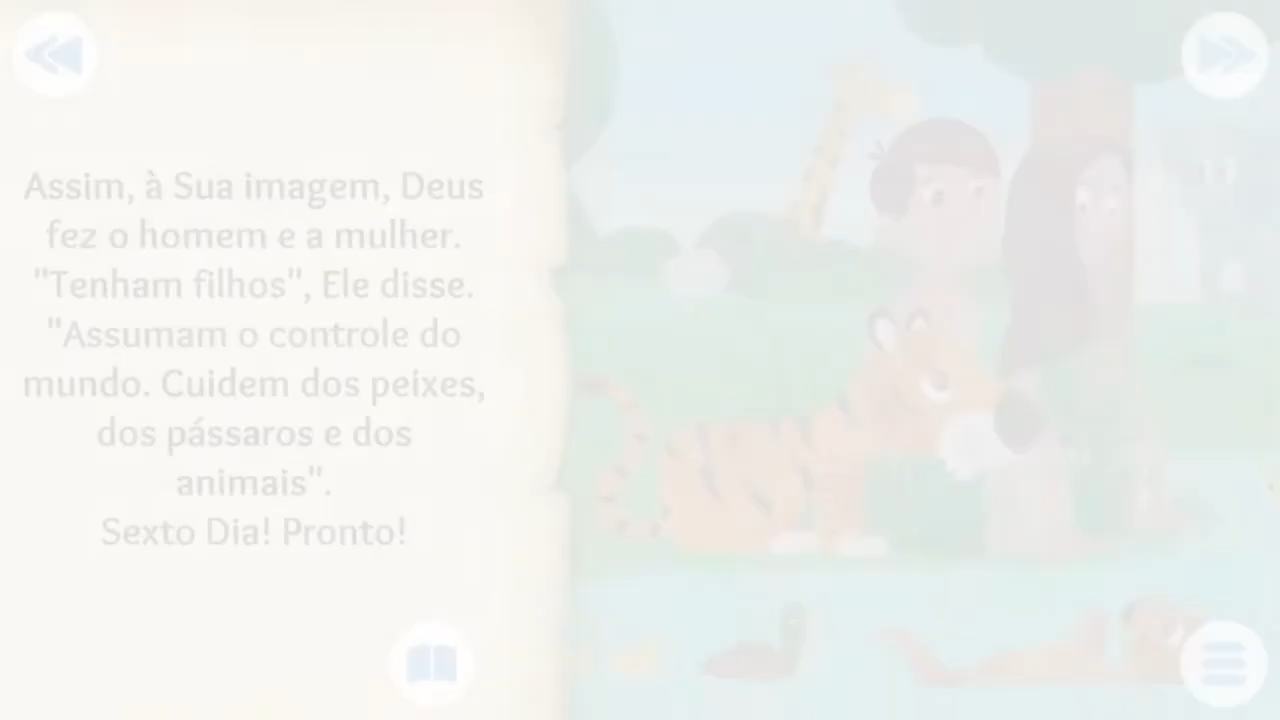 Assim, à Sua imagem, Deus
fez o homem e a mulher.
"Tenham filhos", Ele disse.
"Assumam o controle do
mundo. Cuidem dos peixes,
dos pássaros e dos
animais".
Sexto Dia! Pronto!